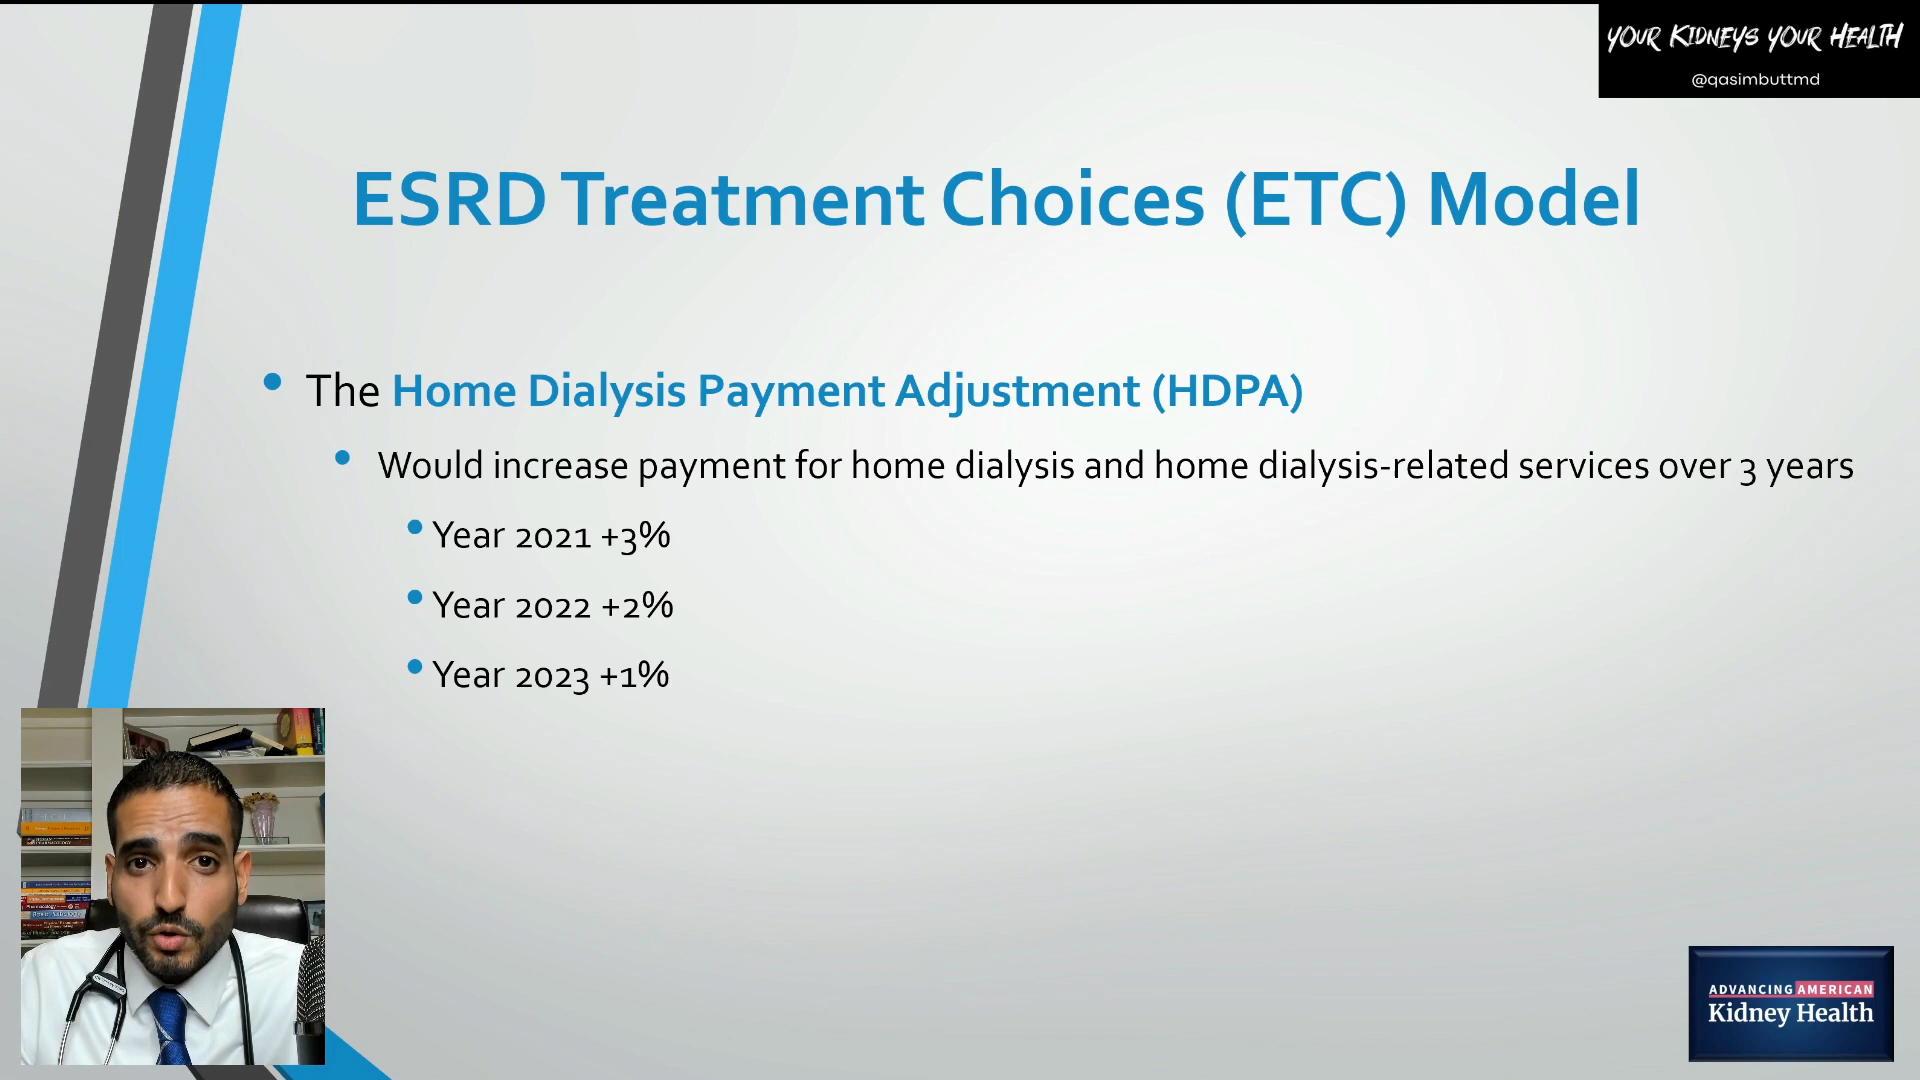 YOUR KIDNEYS YOUR HEALTH
@qasimbuttmd
ESRD Treatment Choices (ETC) Model
The Home Dialysis Payment Adjustment (HDPA)
Would increase payment for home dialysis and home dialysis-related services over 3 years
Year 2021 +3%
Year 2022 +2%
Year 2023 +1%
ADVANCING AMERICAN
Kidney Health